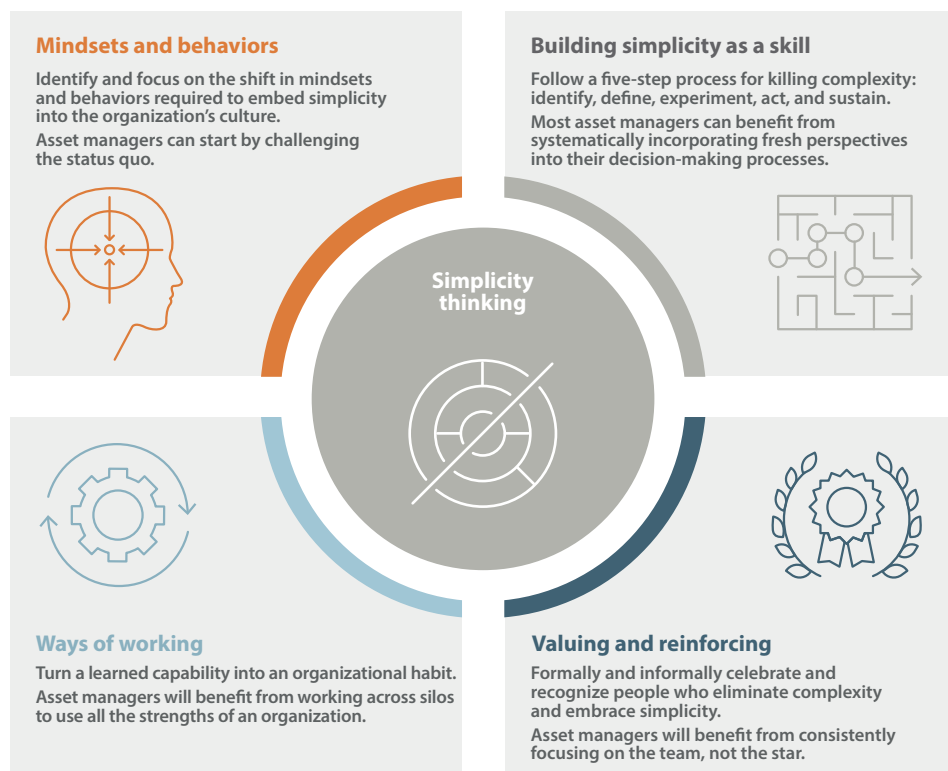 Mindsets and behaviors
Identify and focus on the shift in mindsets
and behaviors required to embed simplicity
into the organization's culture.
Asset managers can start by challenging
the status quo.
Building simplicity as a skill
Follow a five-step process for killing complexity:
identify, define, experiment, act, and sustain.
Most asset managers can benefit from
systematically incorporating fresh perspectives
into their decision-making processes.
Simplicity
thinking
Ways of working
Turn a learned capability into an organizational habit.
Asset managers will benefit from working across silos
to use all the strengths of an organization.
Valuing and reinforcing
Formally and informally celebrate and
recognize people who eliminate complexity
and embrace simplicity.
Asset managers will benefit from consistently
focusing on the team, not the star.